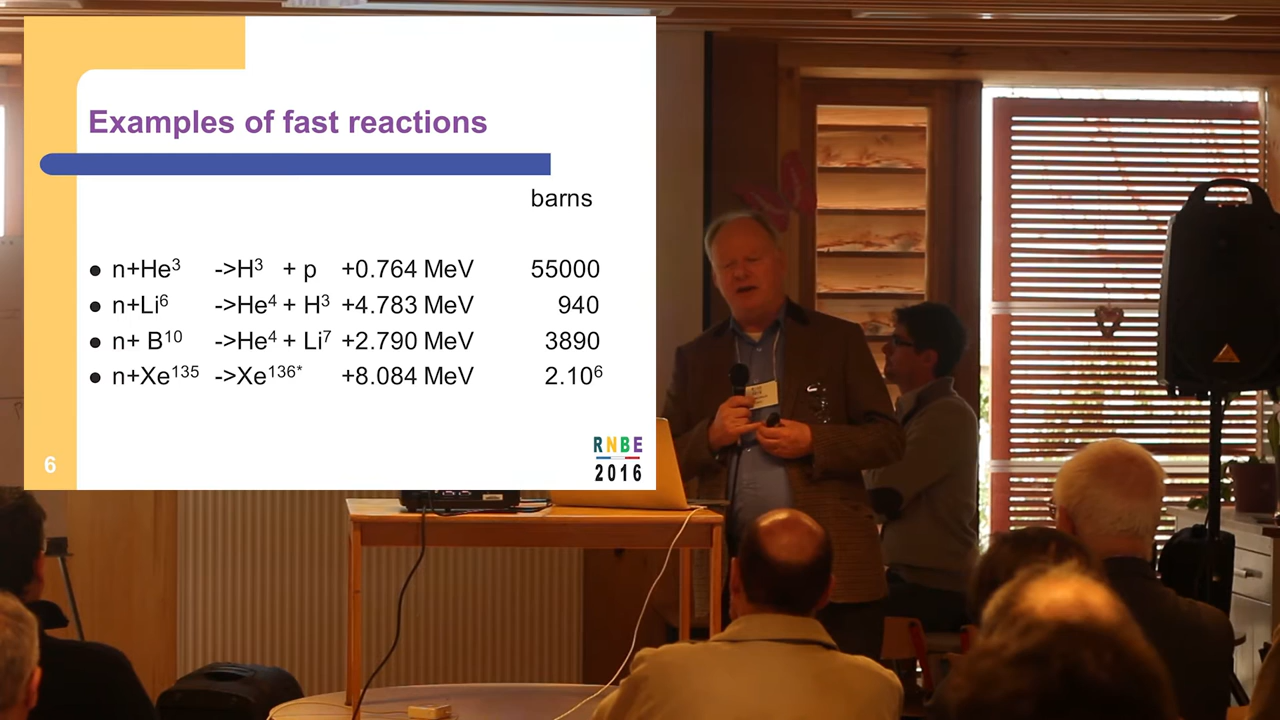 Examples of fast reactions
barns
● n+He³ ->H³ + p +0.764 MeV 55000
● n+Li⁶ ->He⁴ + H³ +4.783 MeV 940
● n+ B¹⁰ ->He⁴ + Li⁷ +2.790 MeV 3890
● n+Xe¹³⁵ ->Xe¹³⁶* +8.084 MeV 2.10⁶
6
RNBE
2016